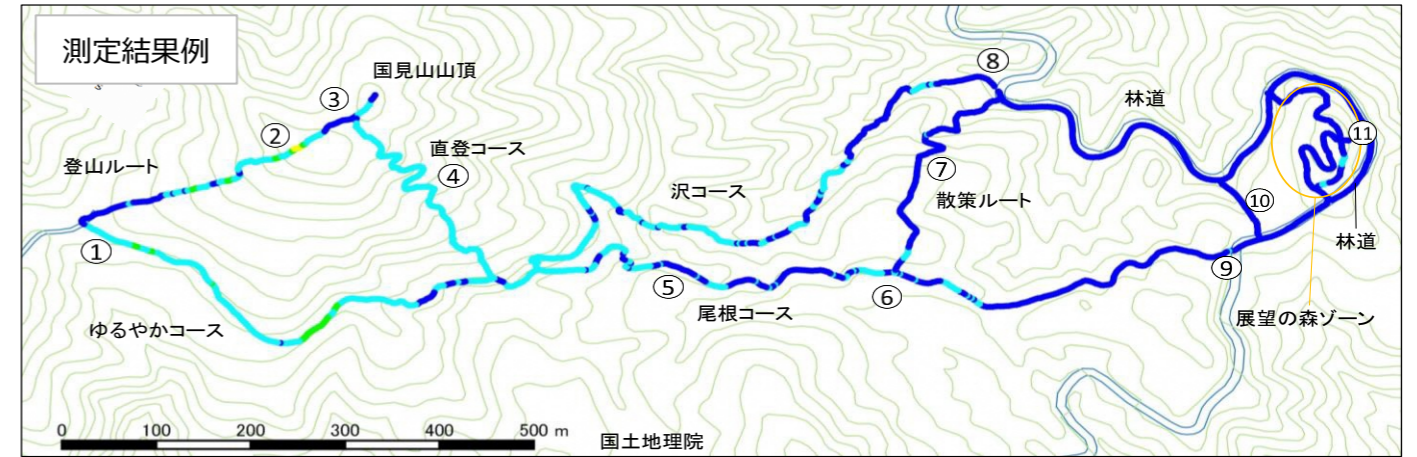 測定結果例
国見山山頂
③
②
登山ルート
直登コース
④
①
ゆるやかコース
沢コース
⑤
尾根コース
⑥
⑦
散策ルート
⑧
林道
⑪
⑩
林道
⑨
展望の森ゾーン
0 100 200 300 400 500 m
国土地理院